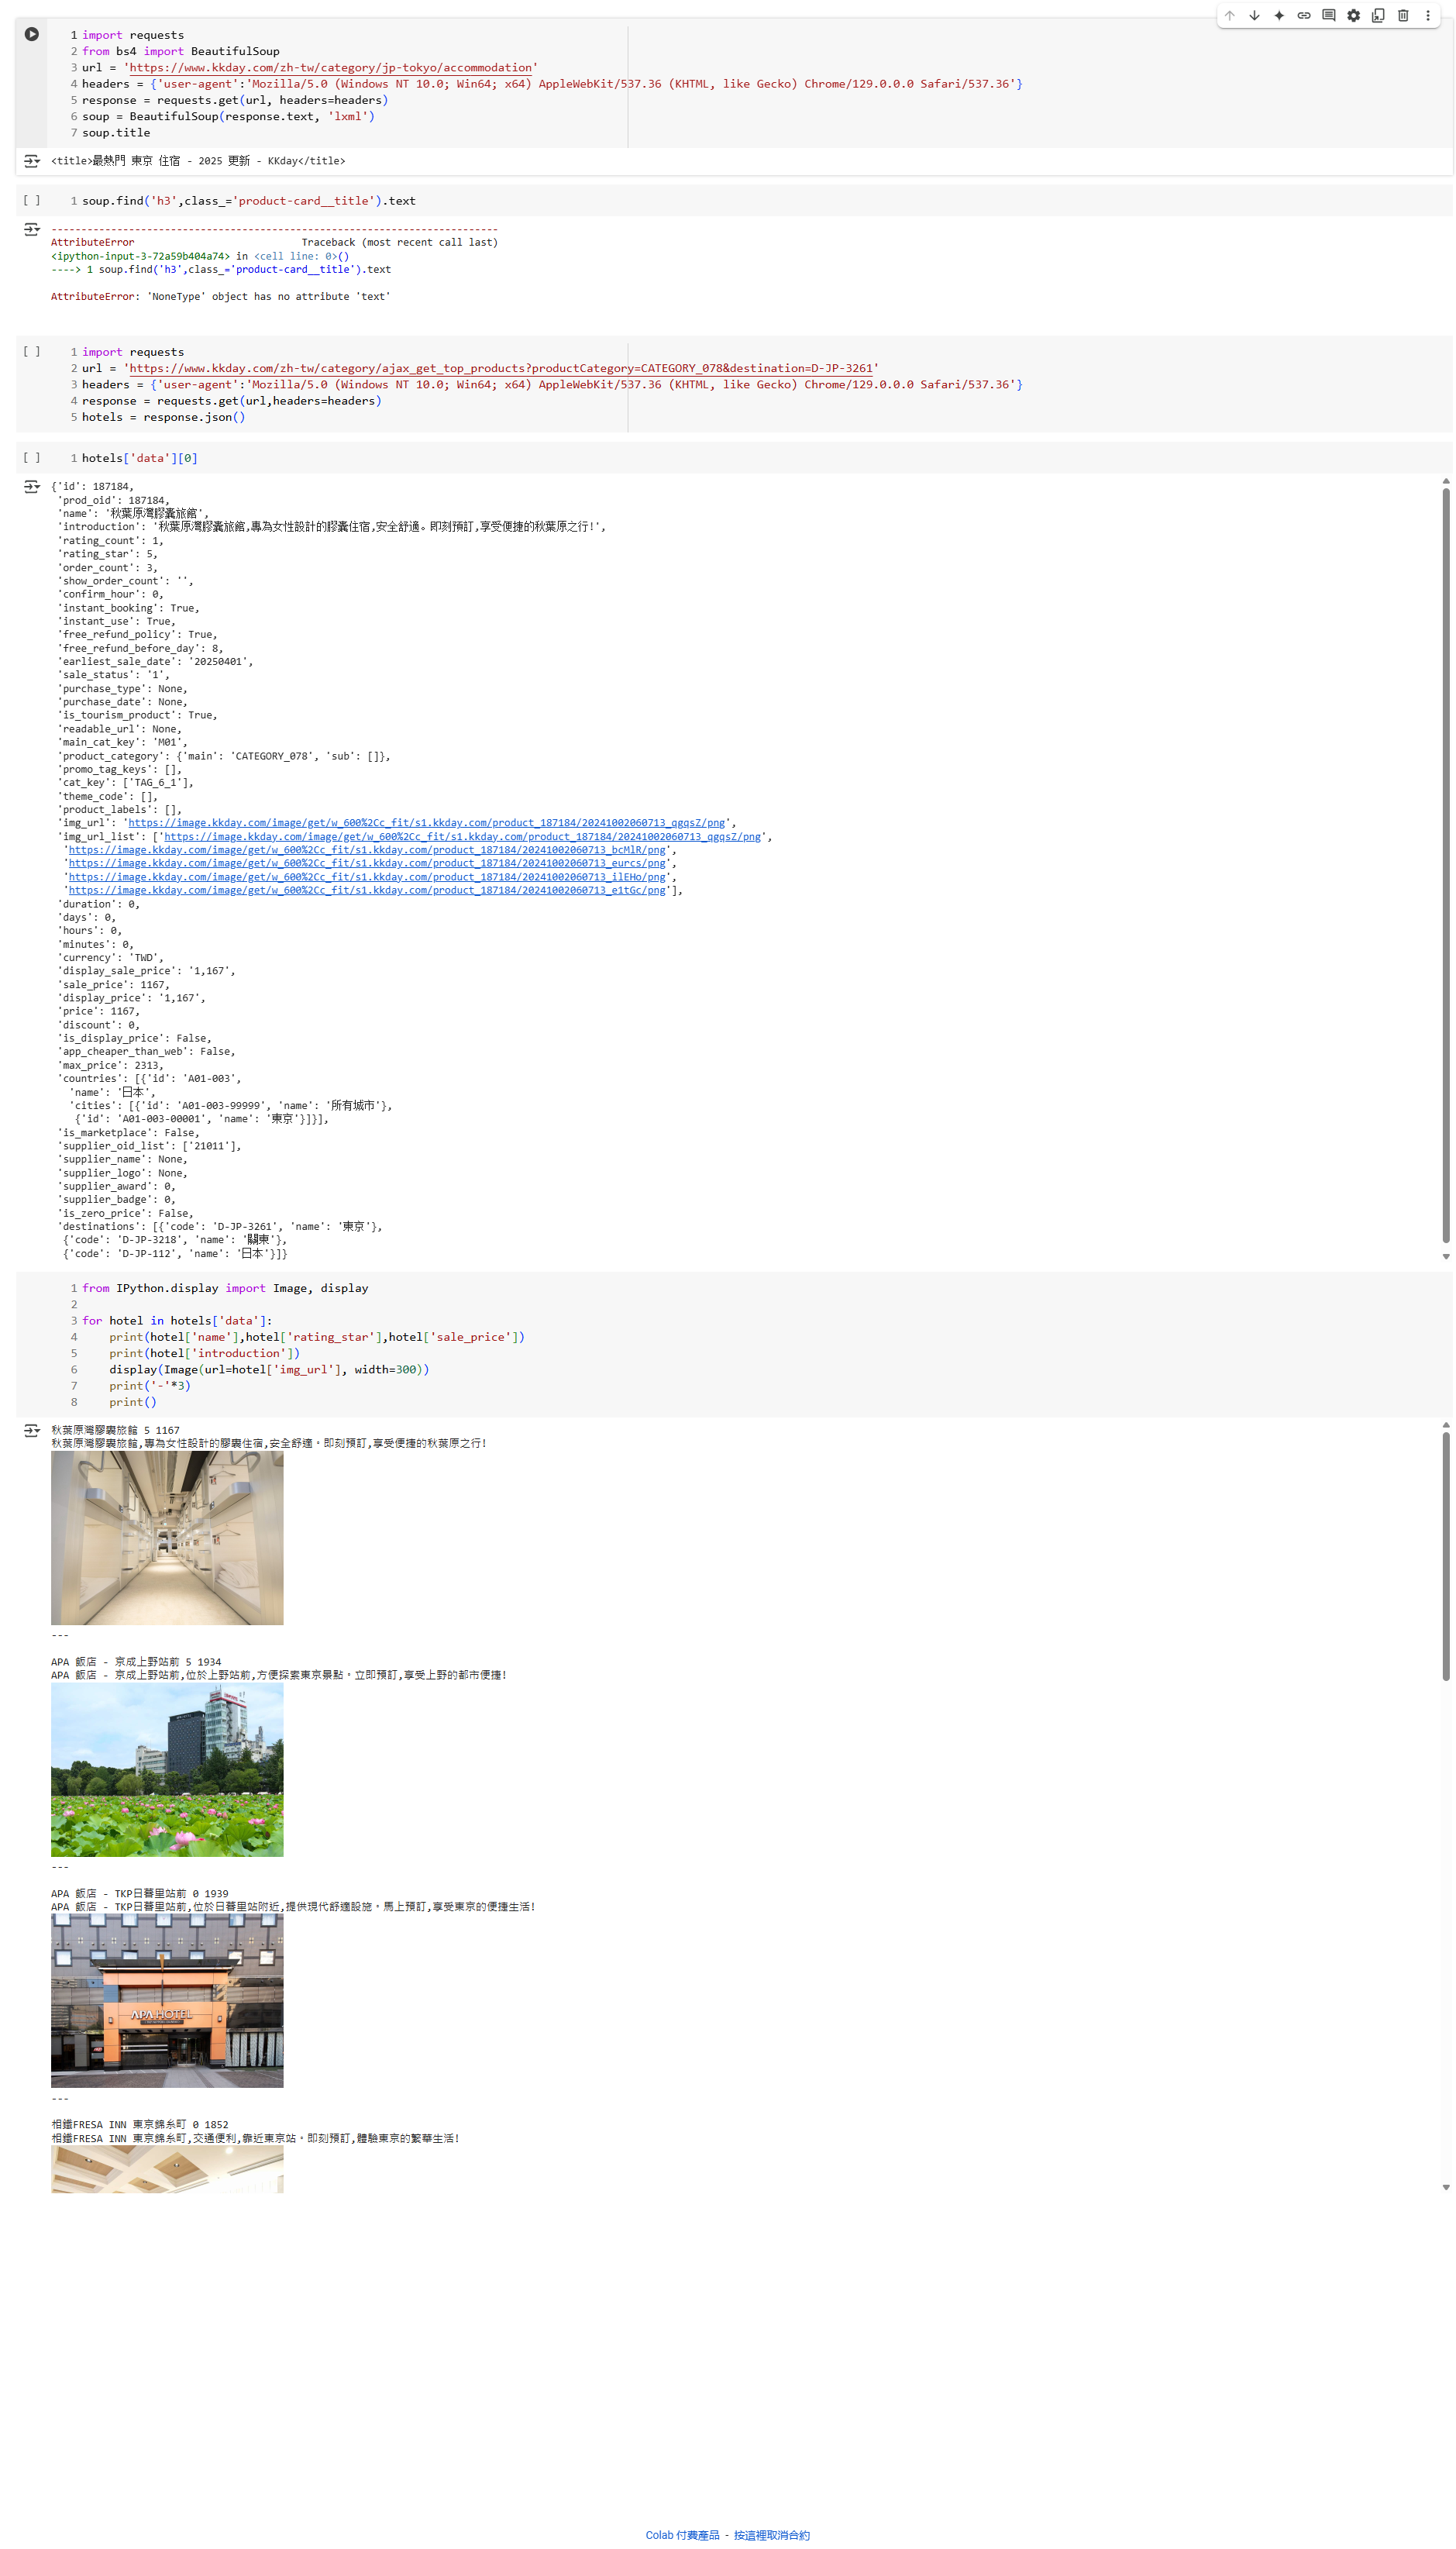 1 import requests
2 from bs4 import BeautifulSoup
3 url = 'https://www.kkday.com/zh-tw/category/jp-tokyo/accommodation'
4 headers = {'user-agent':'Mozilla/5.0 (Windows NT 10.0; Win64; x64) AppleWebKit/537.36 (KHTML, like Gecko) Chrome/129.0.0.0 Safari/537.36'}
5 response = requests.get(url, headers=headers)
6 soup = BeautifulSoup(response.text, 'lxml')
7 soup.title
<title>最熱門 東京 住宿 - 2025 更新 - KKday</title>
[ ] 1 soup.find('h3',class_='product-card__title').text
---------------------------------------------------------------------------
AttributeError                            Traceback (most recent call last)
<ipython-input-3-72a59b404a74> in <cell line: 0>()
----> 1 soup.find('h3',class_='product-card__title').text
AttributeError: 'NoneType' object has no attribute 'text'
[ ] 1 import requests
2 url = 'https://www.kkday.com/zh-tw/category/ajax_get_top_products?productCategory=CATEGORY_078&destination=D-JP-3261'
3 headers = {'user-agent':'Mozilla/5.0 (Windows NT 10.0; Win64; x64) AppleWebKit/537.36 (KHTML, like Gecko) Chrome/129.0.0.0 Safari/537.36'}
4 response = requests.get(url,headers=headers)
5 hotels = response.json()
[ ] 1 hotels['data'][0]
{'id': 187184,
'prod_oid': 187184,
'name': '秋葉原灣膠囊旅館',
'introduction': '秋葉原灣膠囊旅館,專為女性設計的膠囊住宿,安全舒適。即刻預訂,享受便捷的秋葉原之行!',
'rating_count': 1,
'rating_star': 5,
'order_count': 3,
'show_order_count': '',
'confirm_hour': 0,
'instant_booking': True,
'instant_use': True,
'free_refund_policy': True,
'free_refund_before_day': 8,
'earliest_sale_date': '20250401',
'sale_status': '1',
'purchase_type': None,
'purchase_date': None,
'is_tourism_product': True,
'readable_url': None,
'main_cat_key': 'M01',
'product_category': {'main': 'CATEGORY_078', 'sub': []},
'promo_tag_keys': [],
'cat_key': ['TAG_6_1'],
'theme_code': [],
'product_labels': [],
'img_url': 'https://image.kkday.com/image/get/w_600%2Cc_fit/s1.kkday.com/product_187184/20241002060713_qgqsZ/png',
'img_url_list': ['https://image.kkday.com/image/get/w_600%2Cc_fit/s1.kkday.com/product_187184/20241002060713_qgqsZ/png',
'https://image.kkday.com/image/get/w_600%2Cc_fit/s1.kkday.com/product_187184/20241002060713_bcMlR/png',
'https://image.kkday.com/image/get/w_600%2Cc_fit/s1.kkday.com/product_187184/20241002060713_eurcs/png',
'https://image.kkday.com/image/get/w_600%2Cc_fit/s1.kkday.com/product_187184/20241002060713_ilEHo/png',
'https://image.kkday.com/image/get/w_600%2Cc_fit/s1.kkday.com/product_187184/20241002060713_e1tGc/png'],
'duration': 0,
'days': 0,
'hours': 0,
'minutes': 0,
'currency': 'TWD',
'display_sale_price': '1,167',
'sale_price': 1167,
'display_price': '1,167',
'price': 1167,
'discount': 0,
'is_display_price': False,
'app_cheaper_than_web': False,
'max_price': 2313,
'countries': [{'id': 'A01-003',
'name': '日本',
'cities': [{'id': 'A01-003-99999', 'name': '所有城市'},
{'id': 'A01-003-00001', 'name': '東京'}]}],
'is_marketplace': False,
'supplier_oid_list': ['21011'],
'supplier_name': None,
'supplier_logo': None,
'supplier_award': 0,
'supplier_badge': 0,
'is_zero_price': False,
'destinations': [{'code': 'D-JP-3261', 'name': '東京'},
{'code': 'D-JP-3218', 'name': '關東'},
{'code': 'D-JP-112', 'name': '日本'}]}
1 from IPython.display import Image, display
2
3 for hotel in hotels['data']:
4     print(hotel['name'],hotel['rating_star'],hotel['sale_price'])
5     print(hotel['introduction'])
6     display(Image(url=hotel['img_url'], width=300))
7     print('-'*3)
8     print()
秋葉原灣膠囊旅館 5 1167
秋葉原灣膠囊旅館,專為女性設計的膠囊住宿,安全舒適。即刻預訂,享受便捷的秋葉原之行!
---
APA 飯店 - 京成上野站前 5 1934
APA 飯店 - 京成上野站前,位於上野站前,方便探索東京景點。立即預訂,享受上野的都市便捷!
---
APA 飯店 - TKP日暮里站前 0 1939
APA 飯店 - TKP日暮里站前,位於日暮里站附近,提供現代舒適設施。馬上預訂,享受東京的便捷生活!
APA HOTEL
---
相鐵FRESA INN 東京錦糸町 0 1852
相鐵FRESA INN 東京錦糸町,交通便利,靠近東京站。即刻預訂,體驗東京的繁華生活!
Colab 付費產品 - 按這裡取消合約